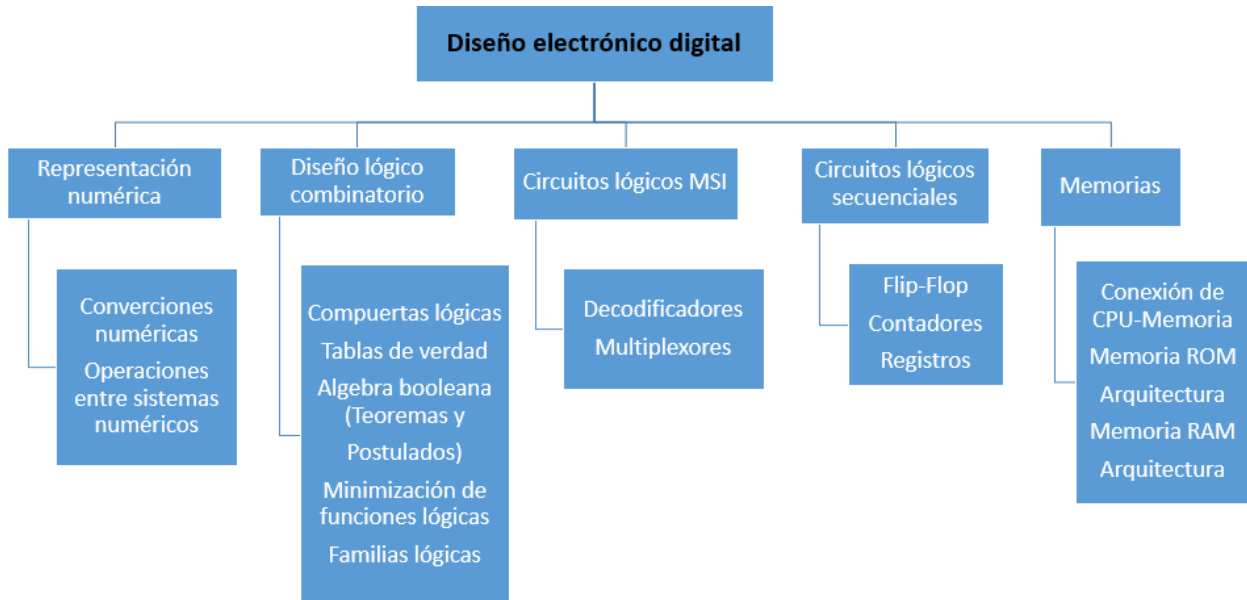 Diseño electrónico digital
Representación
numérica
Converciones
numéricas
Operaciones
entre sistemas
numéricos
Diseño lógico
combinatorio
Compuertas lógicas
Tablas de verdad
Algebra booleana
(Teoremas y
Postulados)
Minimización de
funciones lógicas
Familias lógicas
Circuitos lógicos MSI
Decodificadores
Multiplexores
Circuitos lógicos
secuenciales
Flip-Flop
Contadores
Registros
Memorias
Conexión de
CPU-Memoria
Memoria ROM
Arquitectura
Memoria RAM
Arquitectura